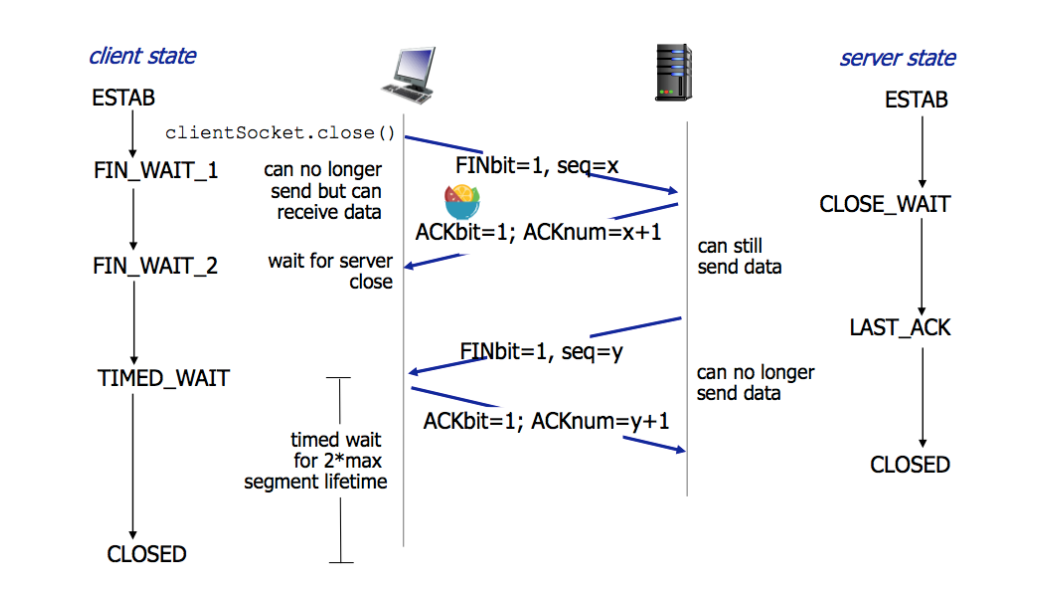 client state
server state
ESTAB
ESTAB
clientSocket.close()
FIN_WAIT_1
can no longer
send but can
receive data
FINbit=1, seq=x
CLOSE_WAIT
ACKbit=1; ACKnum=x+1
can still
send data
FIN_WAIT_2
wait for server
close
LAST_ACK
FINbit=1, seq=y
TIMED_WAIT
can no longer
send data
ACKbit=1; ACKnum=y+1
timed wait
for 2*max
segment lifetime
CLOSED
CLOSED